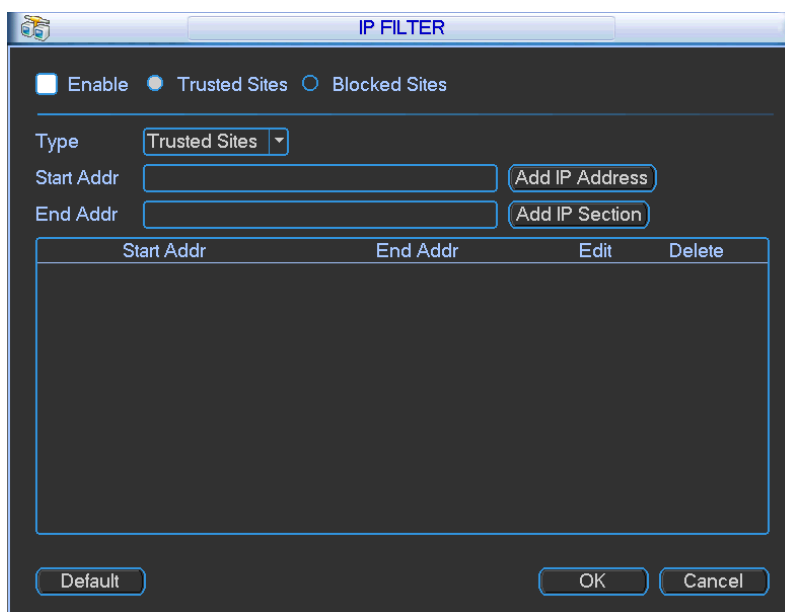 IP FILTER
Enable Trusted Sites Blocked Sites
Type Trusted Sites
Start Addr Add IP Address
End Addr Add IP Section
Start Addr End Addr Edit Delete
Default OK Cancel